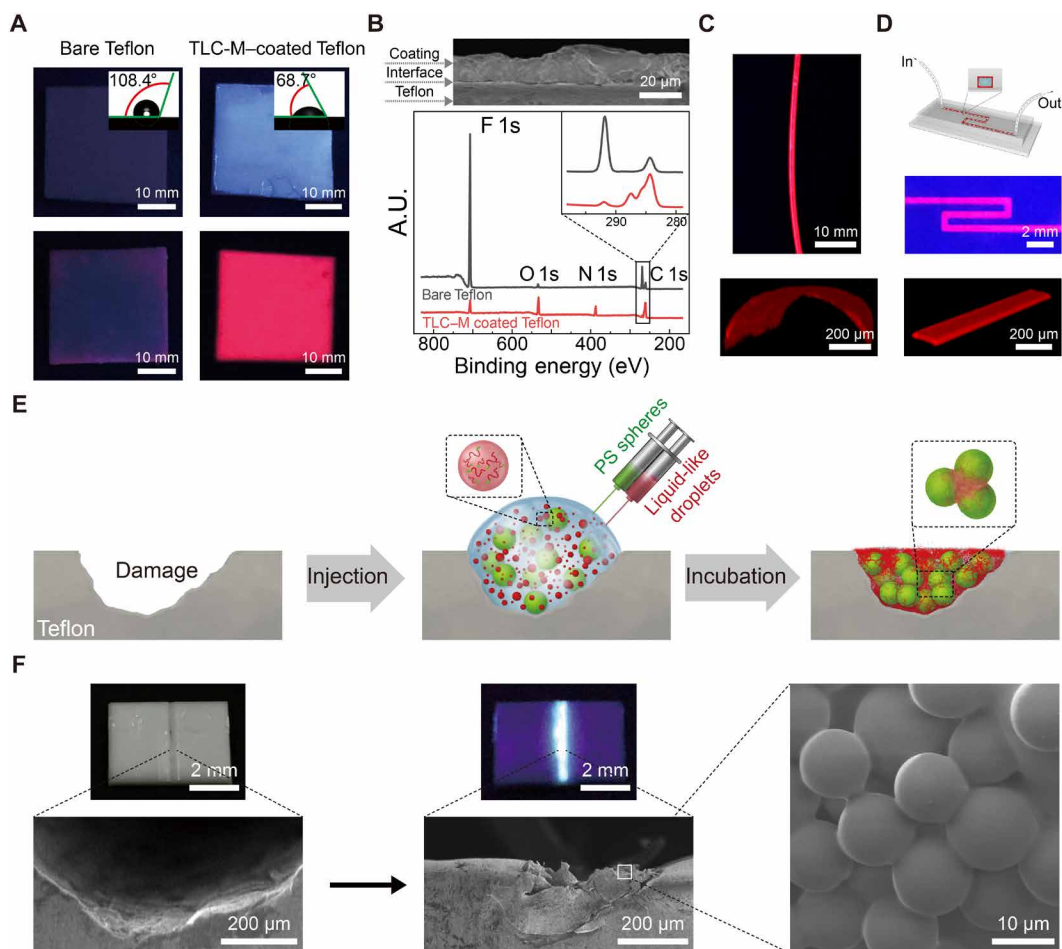 A
Bare Teflon
TLC-M–coated Teflon
108.4°
68.7°
10 mm
10 mm
10 mm
10 mm
B
Coating
Interface
Teflon
20 μm
F 1s
O 1s
N 1s
C 1s
Bare Teflon
TLC–M coated Teflon
290
280
A.U.
800
600
400
200
Binding energy (eV)
C
10 mm
200 μm
D
In
Out
2 mm
200 μm
E
Damage
Teflon
Injection
PS spheres
Liquid-like
droplets
Incubation
F
2 mm
200 μm
2 mm
200 μm
10 μm